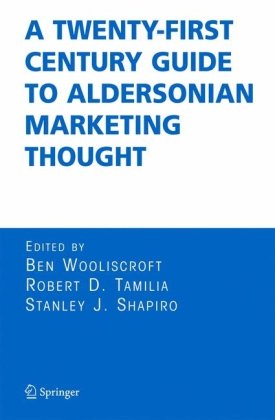 A TWENTY-FIRST
CENTURY GUIDE
TO ALDERSONIAN
MARKETING
THOUGHT
EDITED BY
BEN WOOLISCROFT
ROBERT D. TAMILIA
STANLEY J. SHAPIRO
Springer